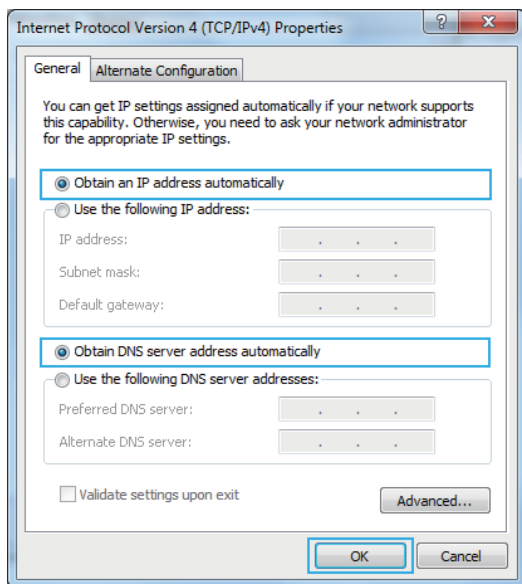 Internet Protocol Version 4 (TCP/IPv4) Properties
General
Alternate Configuration
You can get IP settings assigned automatically if your network supports
this capability. Otherwise, you need to ask your network administrator
for the appropriate IP settings.
Obtain an IP address automatically
Use the following IP address:
IP address:
Subnet mask:
Default gateway:
Obtain DNS server address automatically
Use the following DNS server addresses:
Preferred DNS server:
Alternate DNS server:
Validate settings upon exit
Advanced...
OK
Cancel